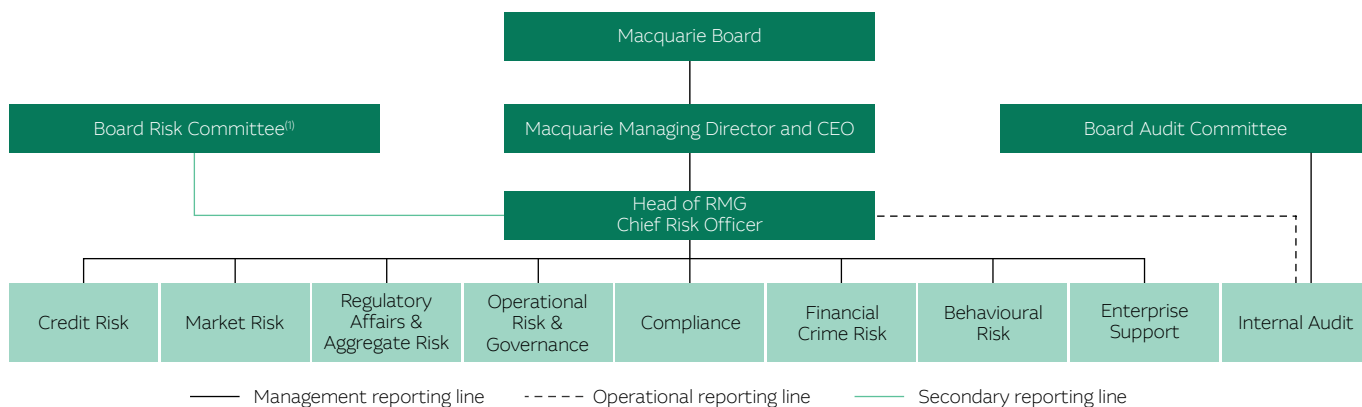 Macquarie Board
Board Risk Committee(1)
Macquarie Managing Director and CEO
Board Audit Committee
Head of RMG
Chief Risk Officer
Credit Risk
Market Risk
Regulatory
Affairs &
Aggregate Risk
Operational
Risk &
Governance
Compliance
Financial
Crime Risk
Behavioural
Risk
Enterprise
Support
Internal Audit
Management reporting line
Operational reporting line
Secondary reporting line